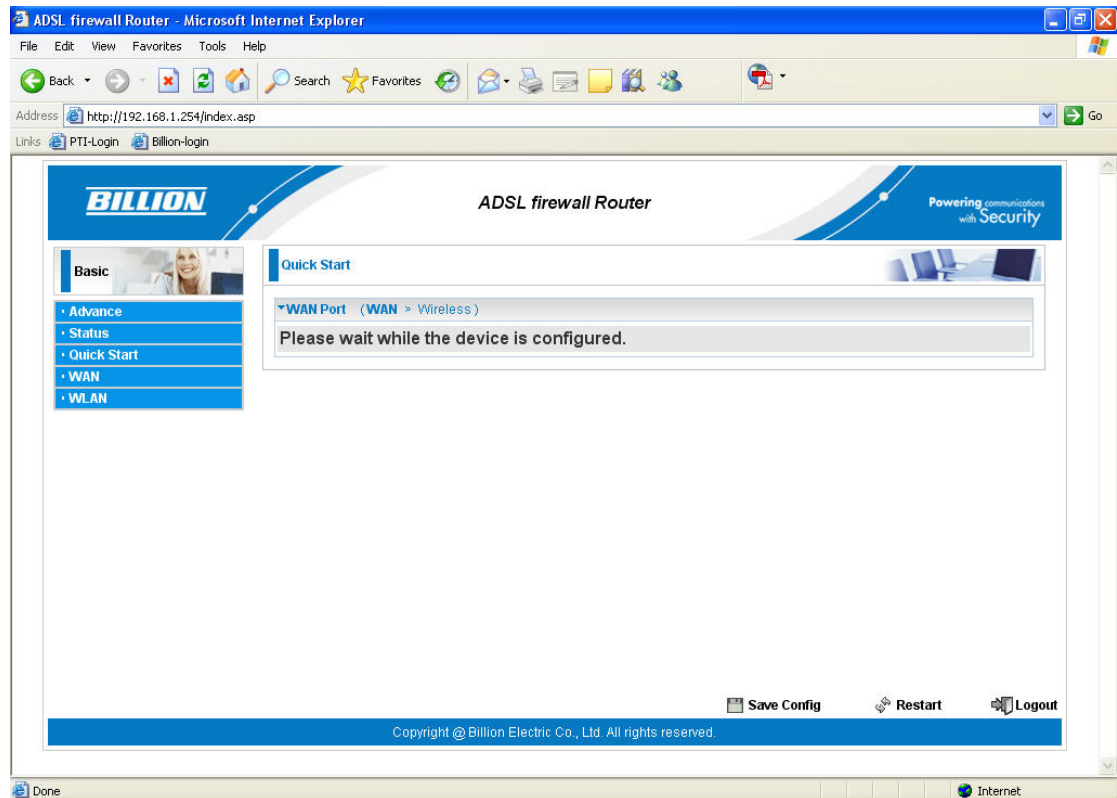 ADSL firewall Router - Microsoft Internet Explorer
File Edit View Favorites Tools Help
Back Search Favorites
Address http://192.168.1.254/index.asp Go
Links PTI-Login Billion-login
BILLION
ADSL firewall Router
Powering communications
with Security
Basic
Quick Start
· Advance
· Status
· Quick Start
· WAN
· WLAN
WAN Port (WAN > Wireless)
Please wait while the device is configured.
Save Config Restart Logout
Copyright @ Billion Electric Co., Ltd. All rights reserved.
Done Internet